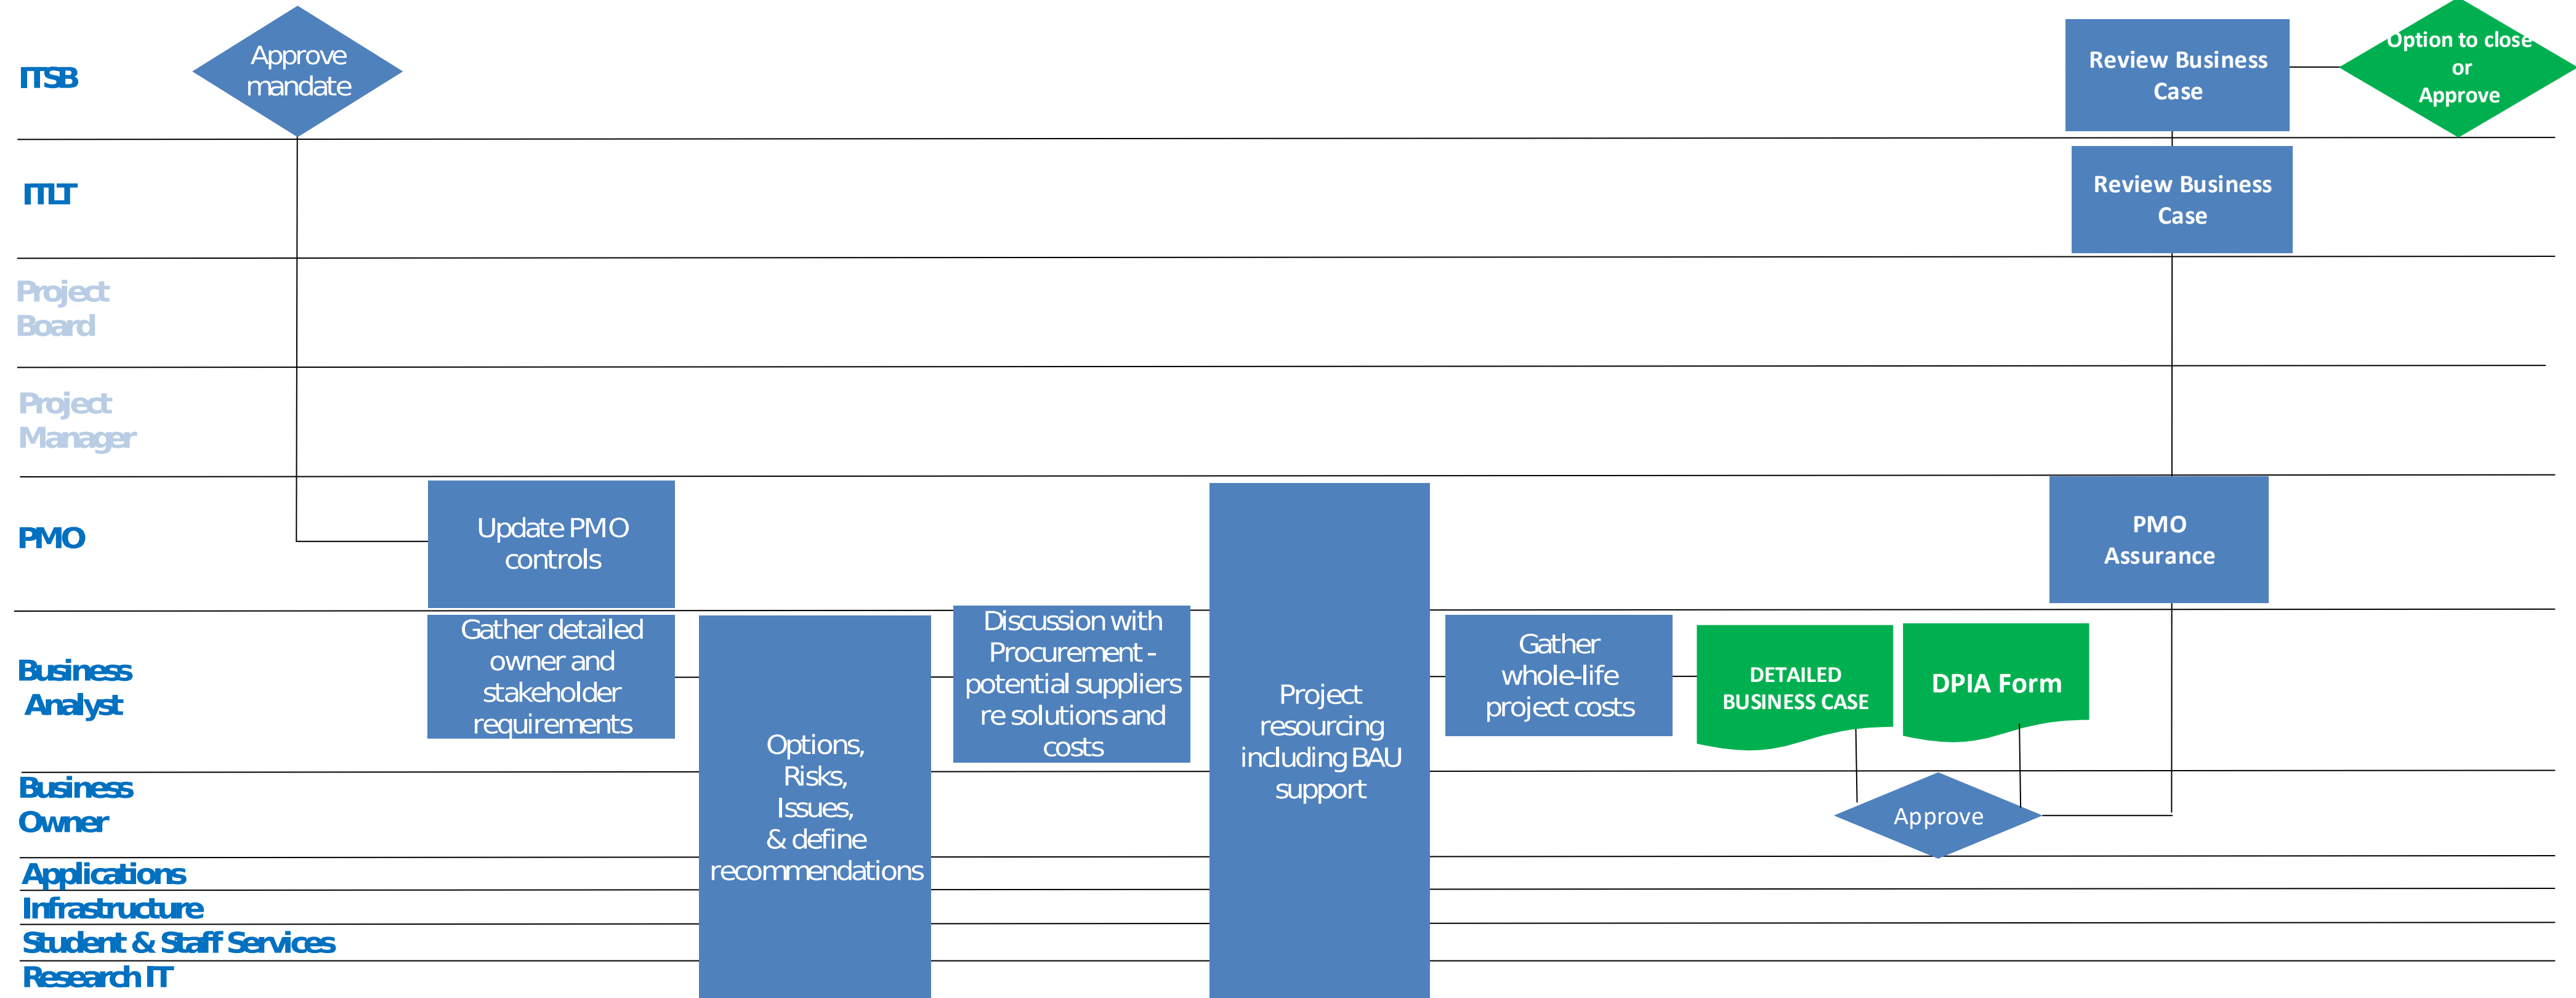 ITSB
Approve
mandate
Review Business
Case
Option to close
or
Approve
ITLT
Review Business
Case
Project
Board
Project
Manager
PMO
Update PMO
controls
PMO
Assurance
Business
Analyst
Gather detailed
owner and
stakeholder
requirements
Options,
Risks,
Issues,
& define
recommendations
Discussion with
Procurement -
potential suppliers
re solutions and
costs
Project
resourcing
including BAU
support
Gather
whole-life
project costs
DETAILED
BUSINESS CASE
DPIA Form
Business
Owner
Approve
Applications
Infrastructure
Student & Staff Services
Research IT